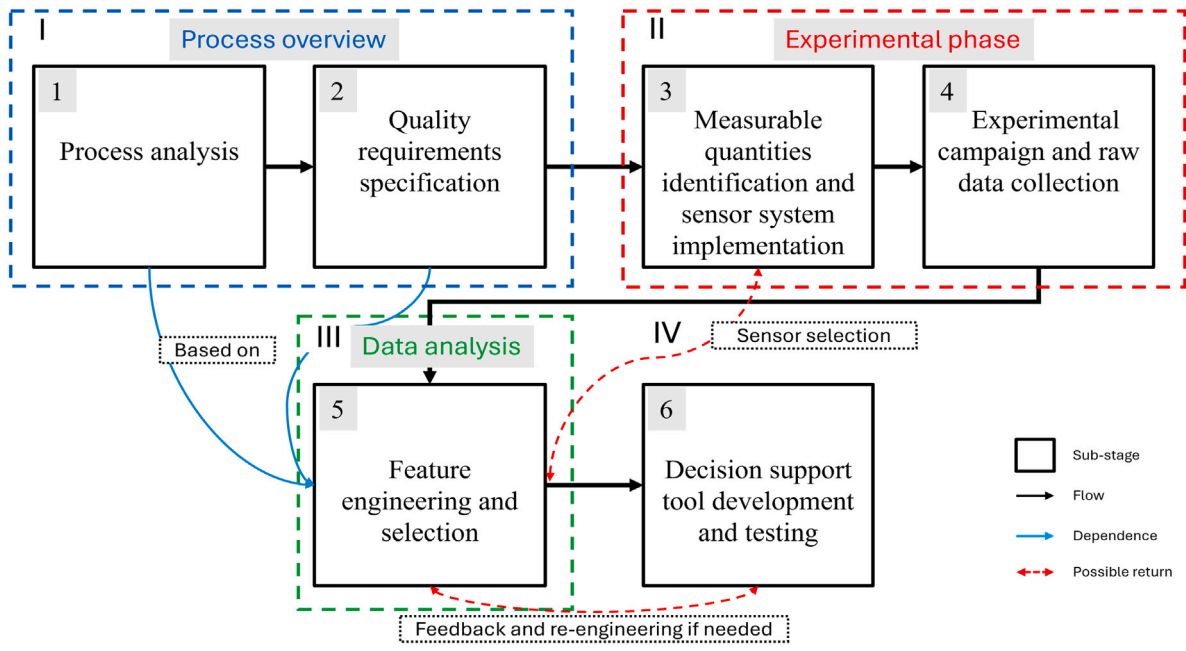 I
Process overview
1
Process analysis
2
Quality
requirements
specification
II
Experimental phase
3
Measurable
quantities
identification and
sensor system
implementation
4
Experimental
campaign and raw
data collection
Based on
III
Data analysis
IV
Sensor selection
5
Feature
engineering and
selection
6
Decision support
tool development
and testing
Feedback and re-engineering if needed
Sub-stage
Flow
Dependence
Possible return